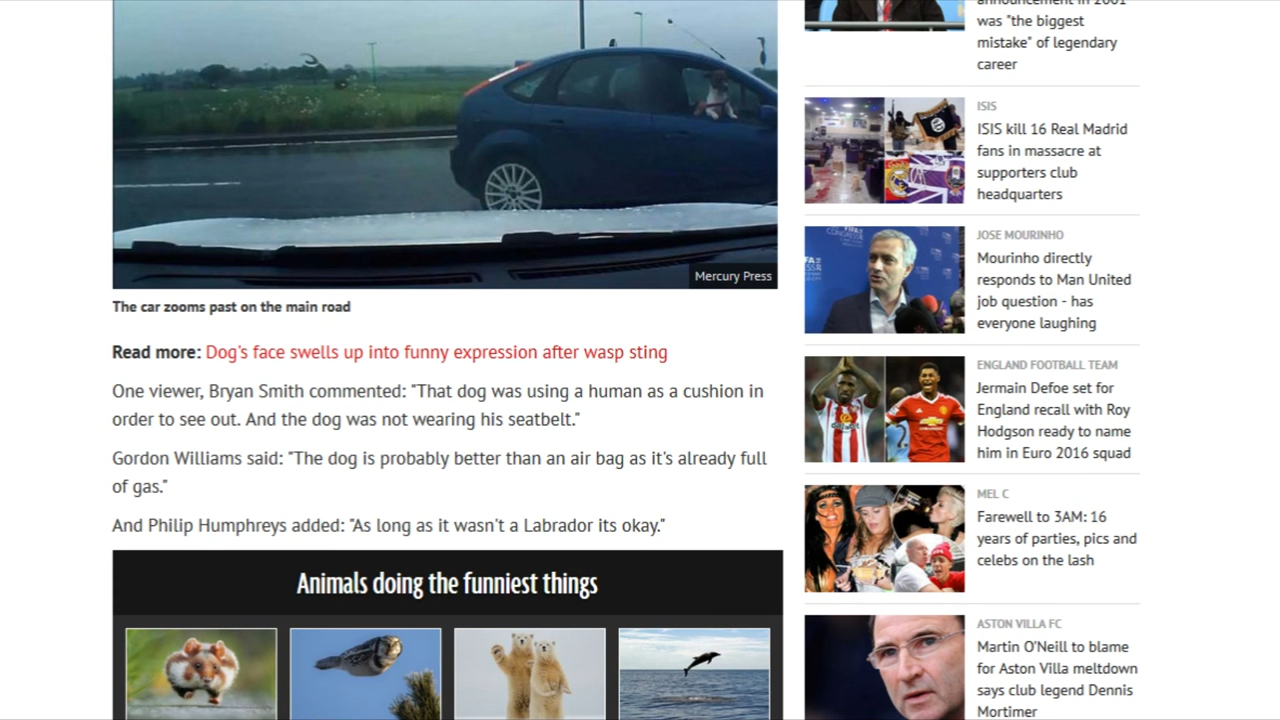 announcement in 2001
was "the biggest
mistake" of legendary
career
ISIS
ISIS kill 16 Real Madrid
fans in massacre at
supporters club
headquarters
JOSE MOURINHO
Mourinho directly
responds to Man United
job question - has
everyone laughing
Mercury Press
The car zooms past on the main road
Read more: Dog's face swells up into funny expression after wasp sting
One viewer, Bryan Smith commented: "That dog was using a human as a cushion in
order to see out. And the dog was not wearing his seatbelt."
Gordon Williams said: "The dog is probably better than an air bag as it's already full
of gas."
And Philip Humphreys added: "As long as it wasn't a Labrador its okay."
ENGLAND FOOTBALL TEAM
Jermain Defoe set for
England recall with Roy
Hodgson ready to name
him in Euro 2016 squad
MEL C
Farewell to 3AM: 16
years of parties, pics and
celebs on the lash
Animals doing the funniest things
ASTON VILLA FC
Martin O'Neill to blame
for Aston Villa meltdown
says club legend Dennis
Mortimer